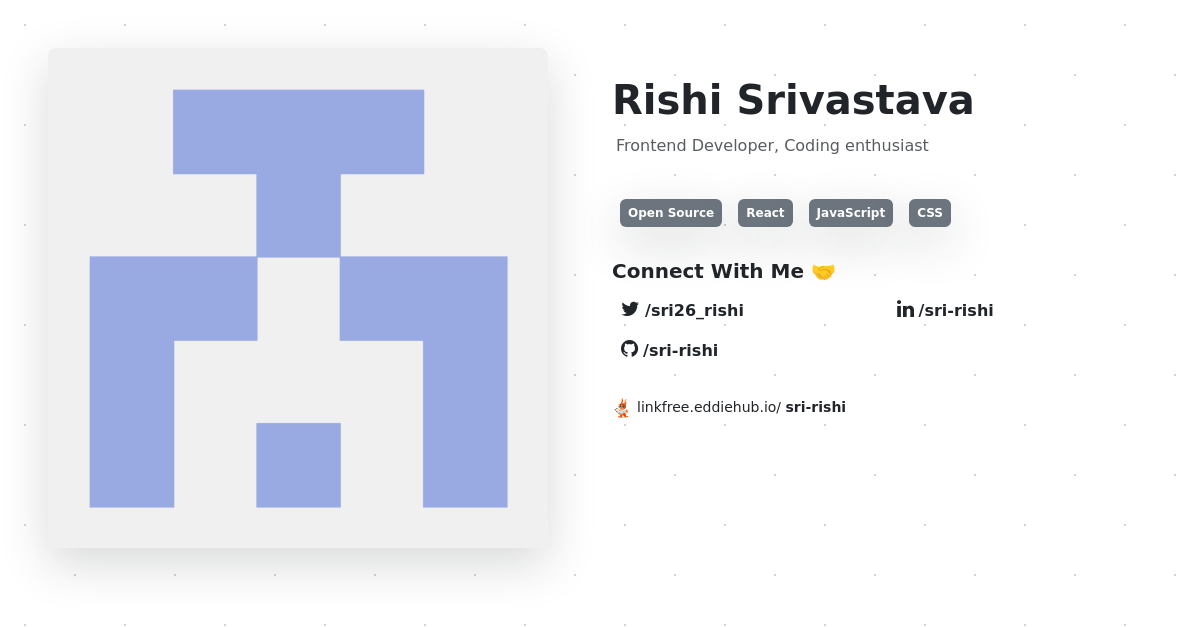 Rishi Srivastava
Frontend Developer, Coding enthusiast
Open Source React JavaScript CSS
Connect With Me 🤝
/sri26_rishi /sri-rishi
/sri-rishi
linkfree.eddiehub.io/ sri-rishi